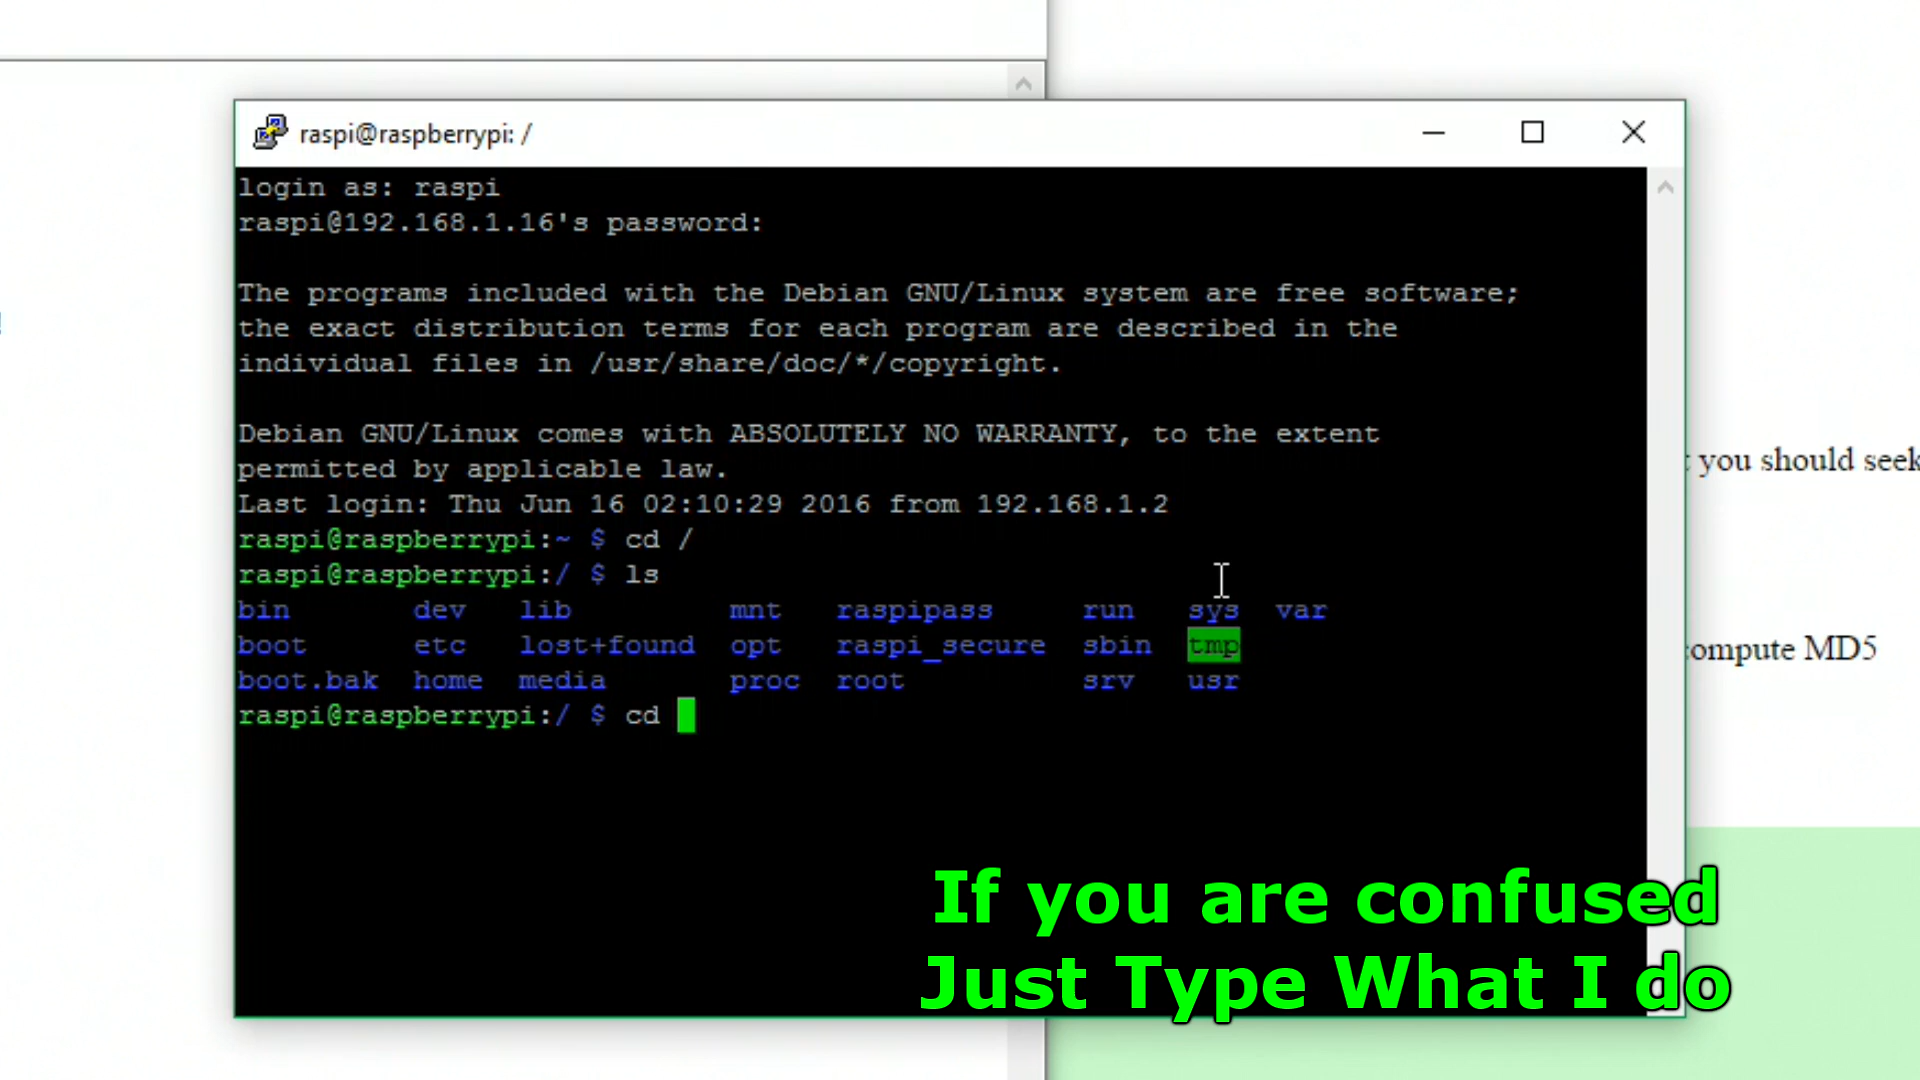 raspi@raspberrypi: /
login as: raspi
raspi@192.168.1.16's password:
The programs included with the Debian GNU/Linux system are free software;
the exact distribution terms for each program are described in the
individual files in /usr/share/doc/*/copyright.
Debian GNU/Linux comes with ABSOLUTELY NO WARRANTY, to the extent
permitted by applicable law.
Last login: Thu Jun 16 02:10:29 2016 from 192.168.1.2
raspi@raspberrypi:~ $ cd /
raspi@raspberrypi:/ $ ls
bin dev lib mnt raspipass run sys var
boot etc lost+found opt raspi_secure sbin tmp
boot.bak home media proc root srv usr
raspi@raspberrypi:/ $ cd
you should seek
compute MD5
If you are confused
Just Type What I do